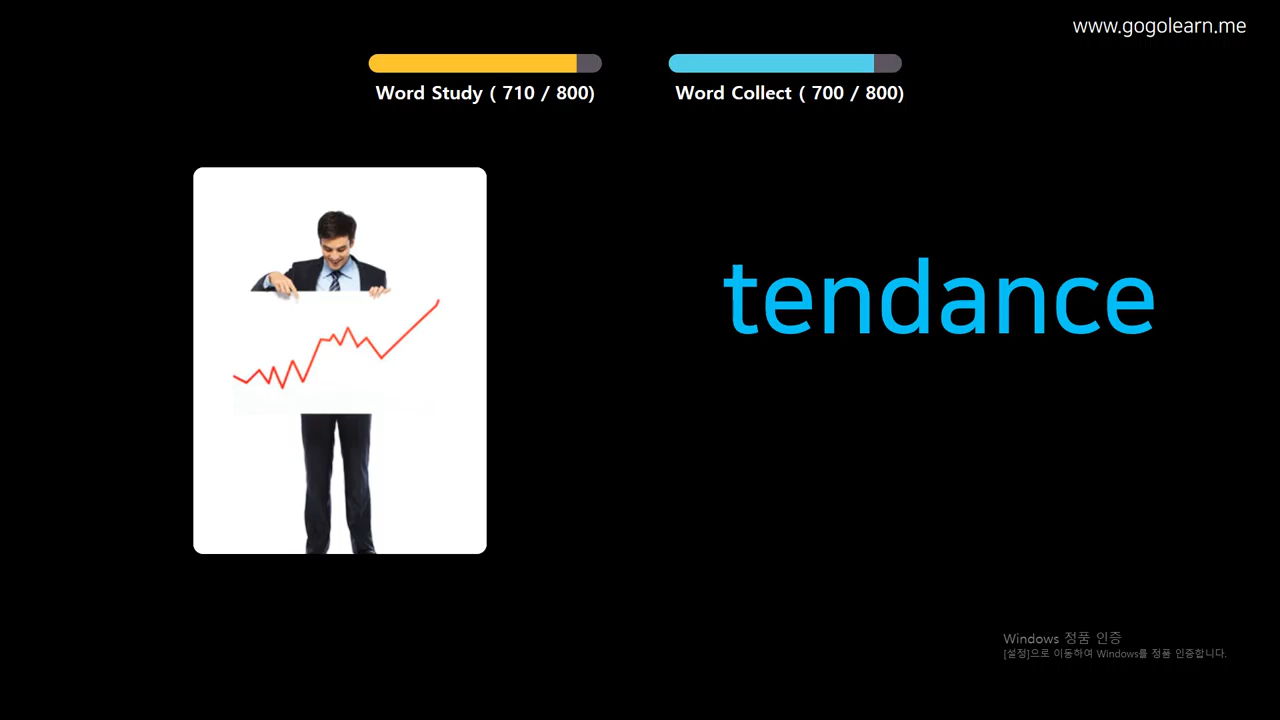 www.gogolearn.me
Word Study ( 710 / 800)
Word Collect ( 700 / 800)
tendance
Windows 정품 인증
[설정]으로 이동하여 Windows를 정품 인증합니다.